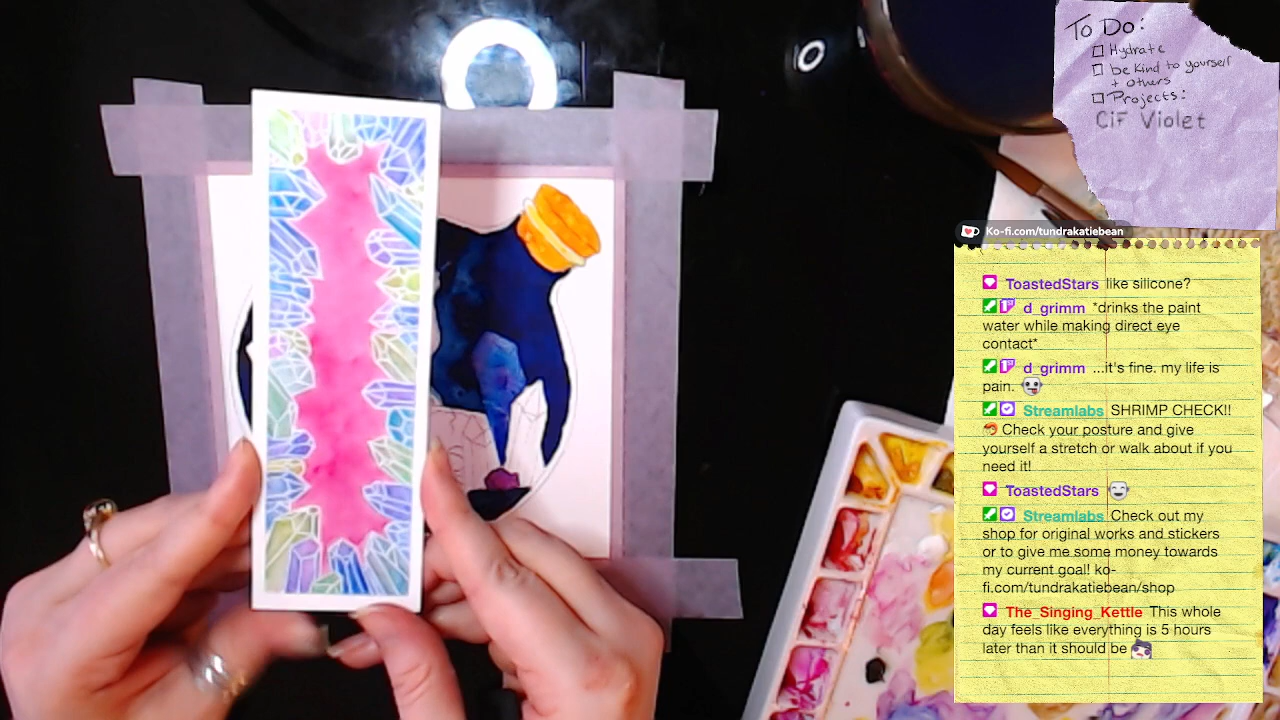 To Do:
Hydrate
be Kind to yourself
+ others
Projects:
CiF Violet
Ko-fi.com/tundrakatiebean
ToastedStars like silicone?
d_grimm *drinks the paint
water while making direct eye
contact*
d_grimm ...it's fine. my life is
pain.
Streamlabs SHRIMP CHECK!!
Check your posture and give
yourself a stretch or walk about if you
need it!
ToastedStars
Streamlabs Check out my
shop for original works and stickers
or to give me some money towards
my current goal! ko-
fi.com/tundrakatiebean/shop
The_Singing_Kettle This whole
day feels like everything is 5 hours
later than it should be